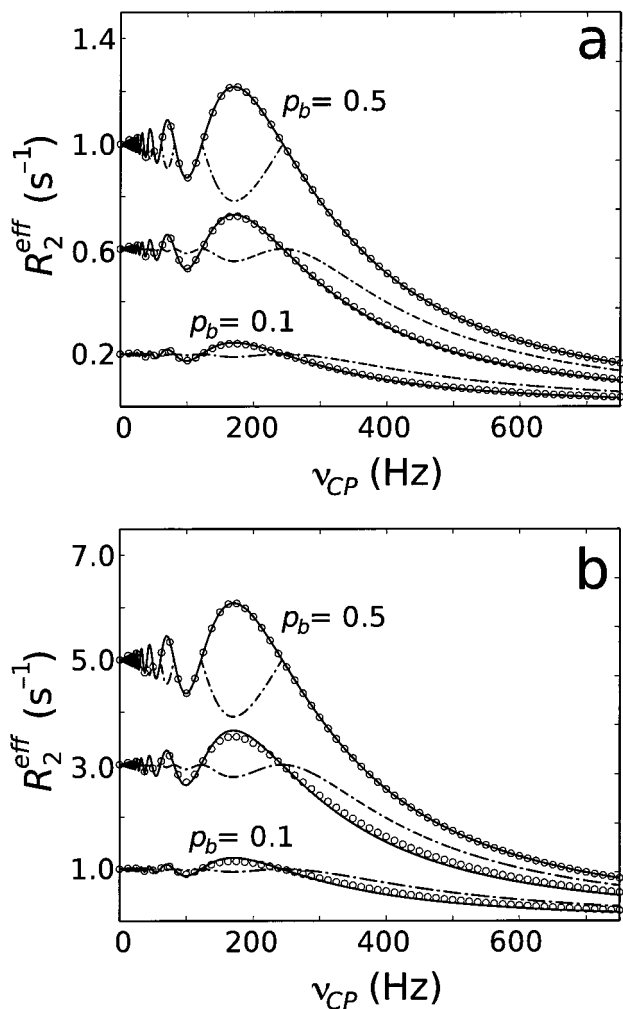 a
1.4
p_b = 0.5
1.0
R_2^eff (s^−1)
0.6
p_b = 0.1
0.2
0 200 400 600
ν_CP (Hz)
b
7.0
p_b = 0.5
5.0
R_2^eff (s^−1)
3.0
p_b = 0.1
1.0
0 200 400 600
ν_CP (Hz)